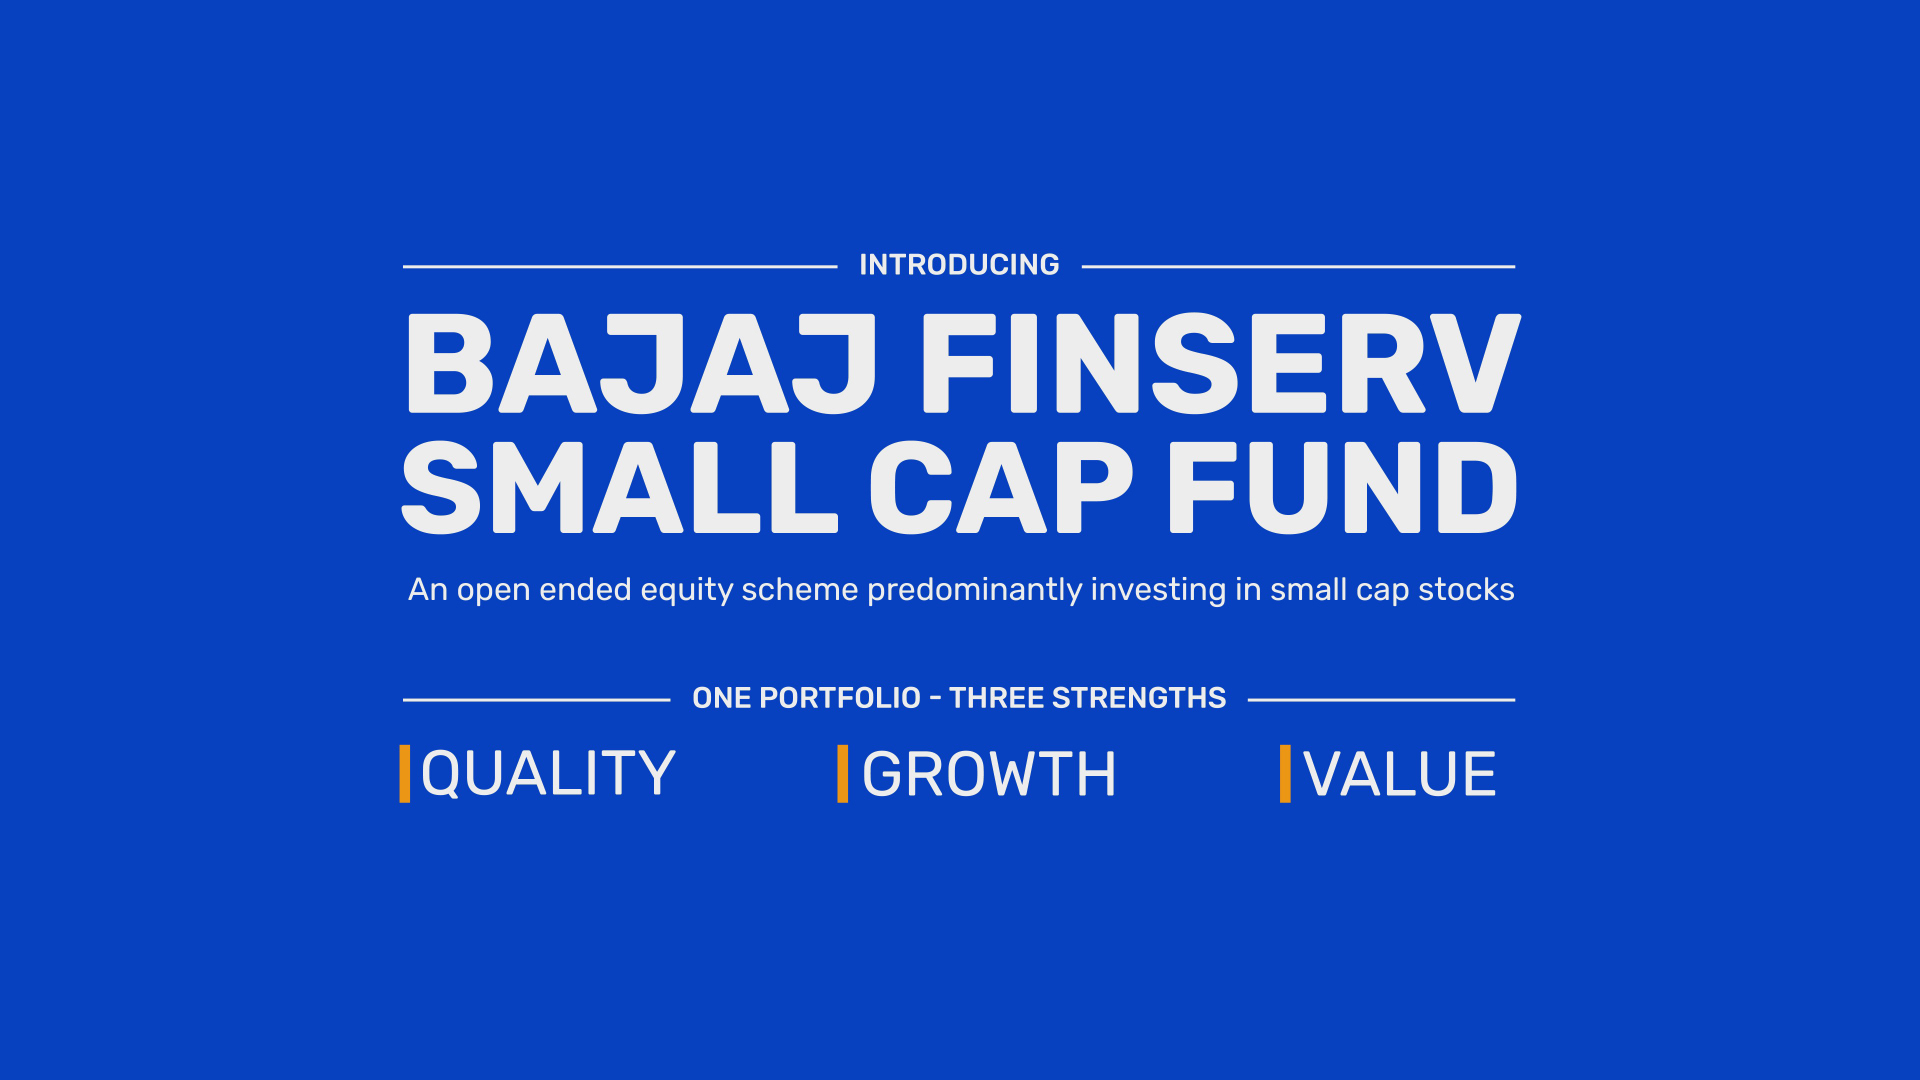 INTRODUCING
BAJAJ FINSERV
SMALL CAP FUND
An open ended equity scheme predominantly investing in small cap stocks
ONE PORTFOLIO - THREE STRENGTHS
QUALITY GROWTH VALUE